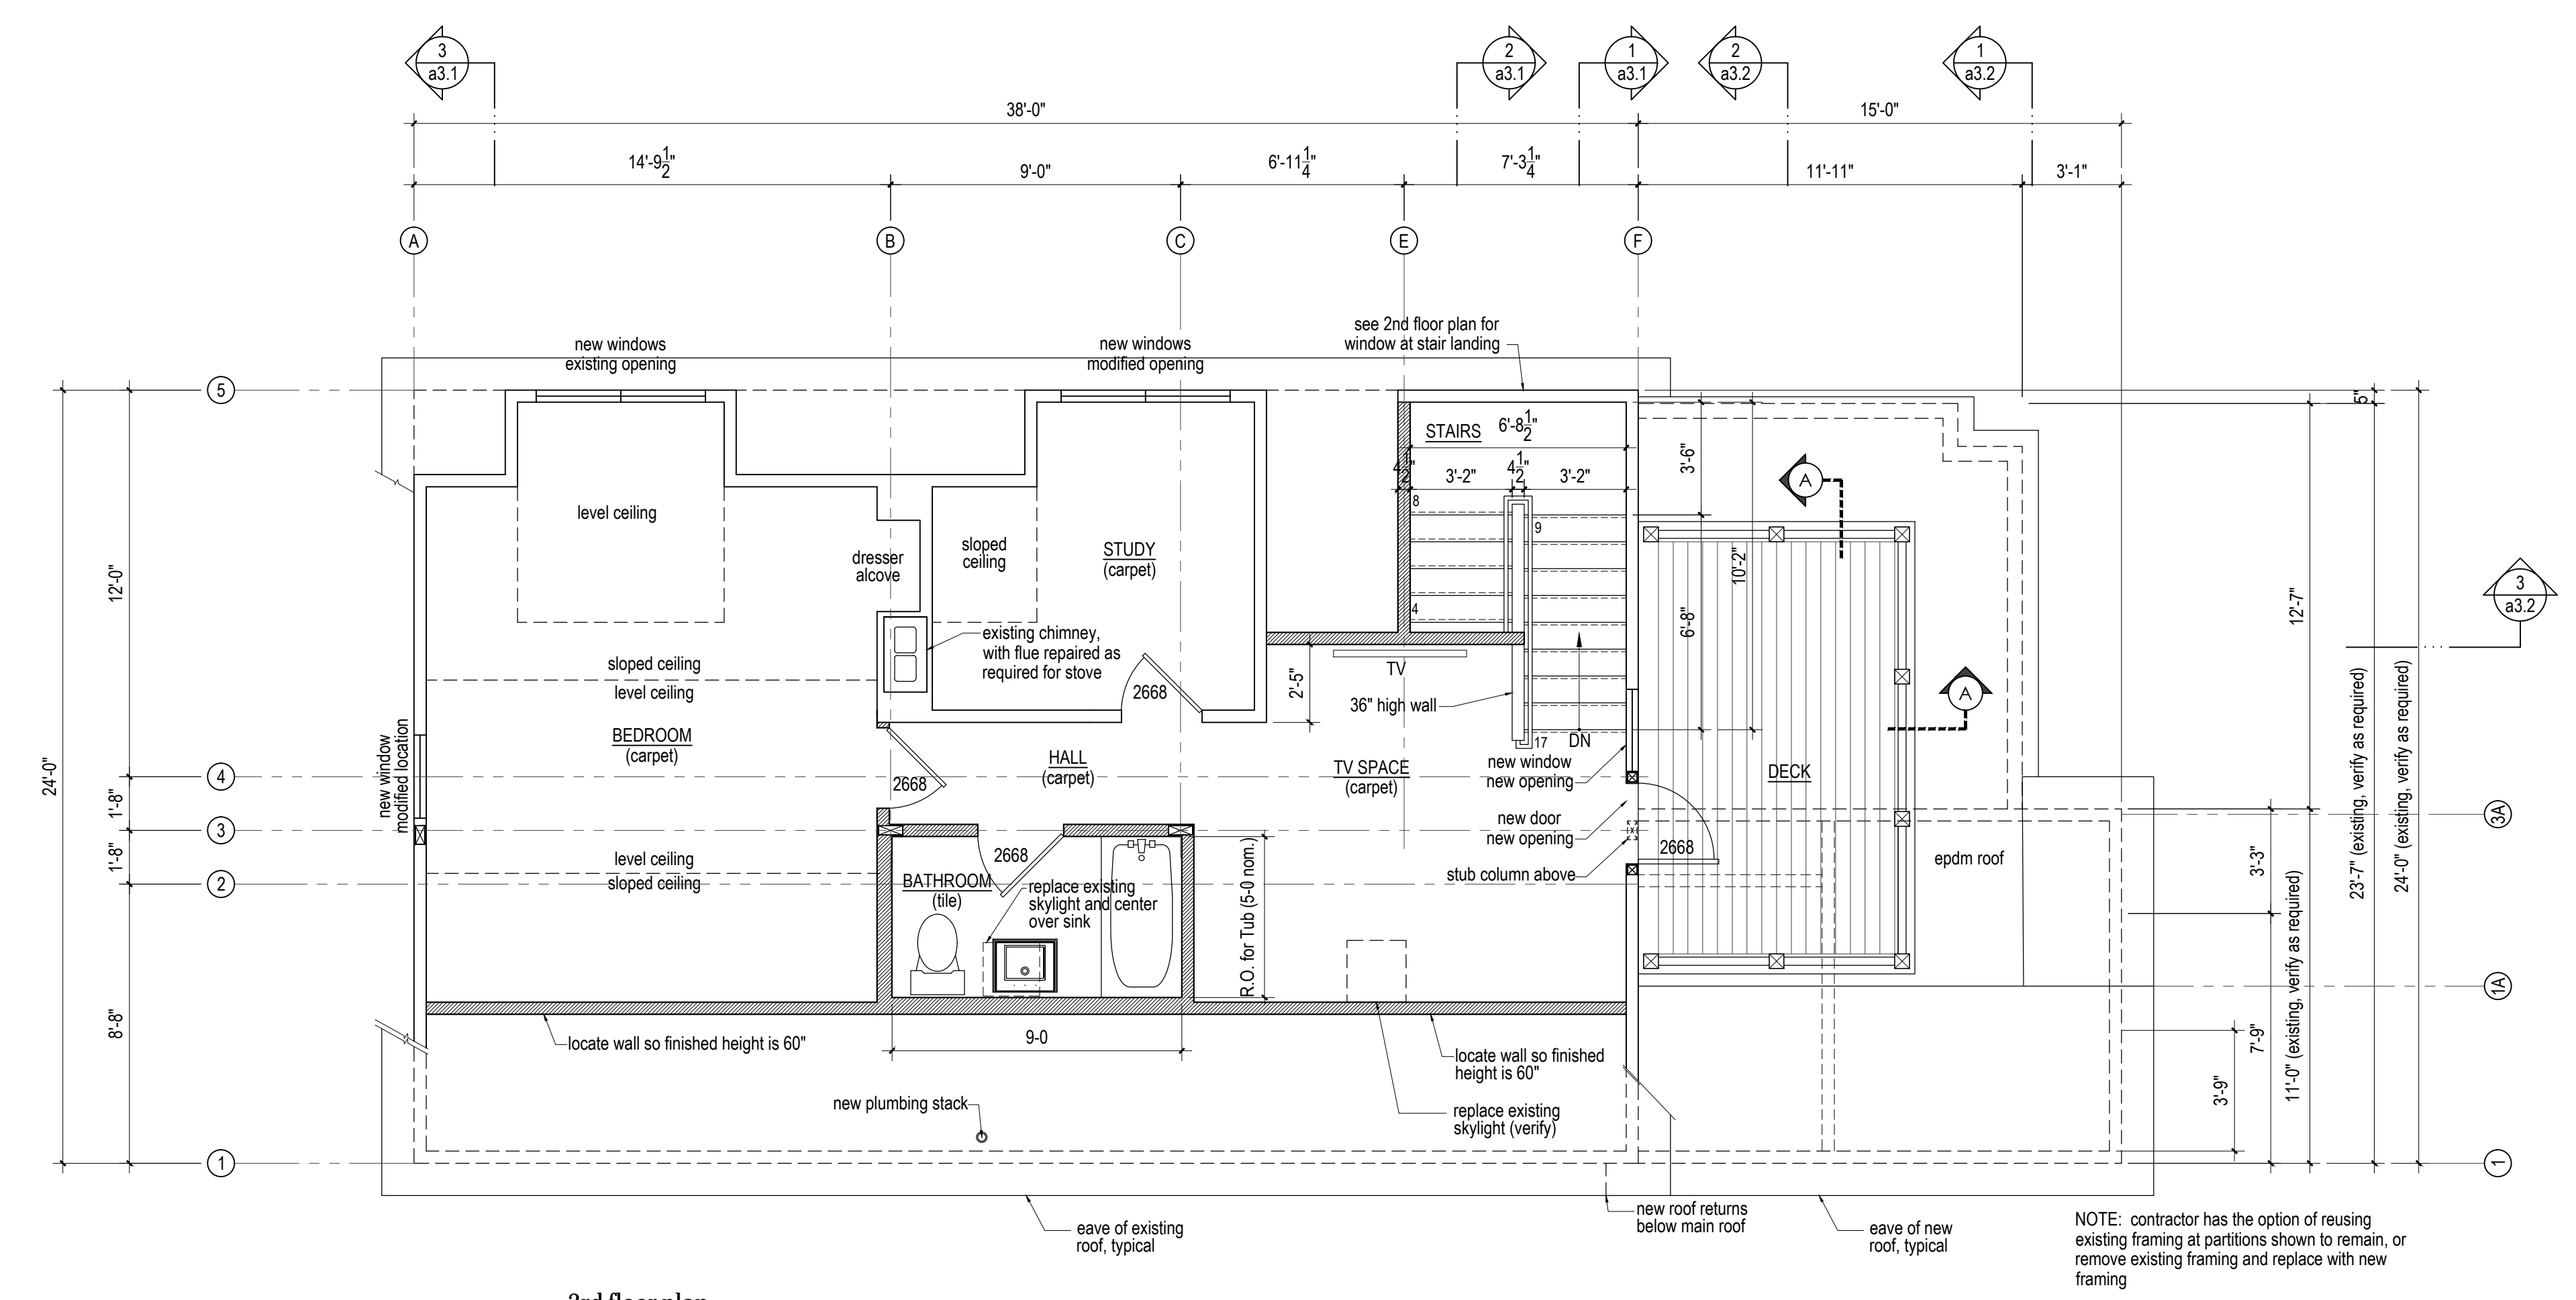 3
a3.1
2
a3.1
1
a3.1
2
a3.2
1
a3.2
38'-0"
15'-0"
14'-9 1/2"
9'-0"
6'-11 1/4"
7'-3 1/4"
11'-11"
3'-1"
A
B
C
E
F
see 2nd floor plan for
window at stair landing
new windows
existing opening
new windows
modified opening
5
5"
STAIRS
6'-8 1/2"
4 1/2"
3'-2"
4 1/2"
3'-2"
3'-6"
A
8
9
level ceiling
dresser
alcove
sloped
ceiling
STUDY
(carpet)
10'-2"
12'-0"
12'-7"
3
a3.2
4
6'-8"
existing chimney,
with flue repaired as
required for stove
sloped ceiling
level ceiling
2668
TV
2'-5"
36" high wall
A
BEDROOM
(carpet)
new window
modified location
17
DN
HALL
(carpet)
TV SPACE
(carpet)
new window
new opening
DECK
24'-0"
4
2668
1'-8"
3
new door
new opening
3A
23'-7" (existing, verify as required)
24'-0" (existing, verify as required)
1'-8"
2
level ceiling
sloped ceiling
2668
2668
epdm roof
3'-3"
stub column above
BATHROOM
(tile)
replace existing
skylight and center
over sink
R.O. for Tub (5-0 nom.)
11'-0" (existing, verify as required)
1A
8'-8"
locate wall so finished height is 60"
9-0
locate wall so finished
height is 60"
7'-9"
3'-9"
new plumbing stack
replace existing
skylight (verify)
1
1
new roof returns
below main roof
eave of existing
roof, typical
eave of new
roof, typical
NOTE: contractor has the option of reusing
existing framing at partitions shown to remain, or
remove existing framing and replace with new
framing
3rd floor plan